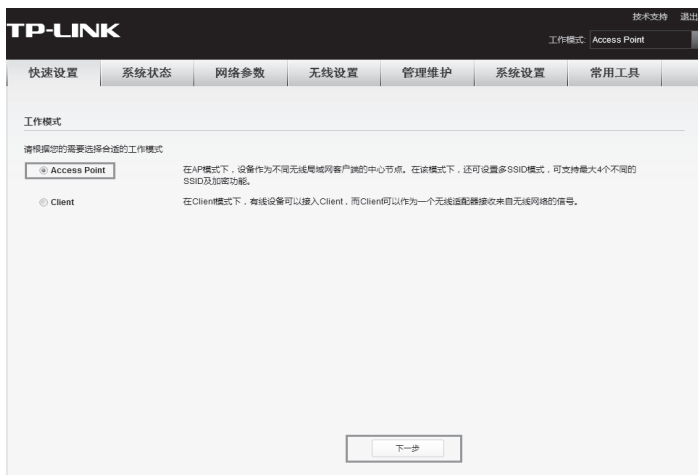 技术支持 退出
TP-LINK
工作模式: Access Point
快速设置 系统状态 网络参数 无线设置 管理维护 系统设置 常用工具
工作模式
请根据您的需要选择合适的工作模式
Access Point 在AP模式下，设备作为不同无线局域网客户端的中心节点。在该模式下，还可设置多SSID模式，可支持最大4个不同的
SSID及加密功能。
Client 在Client模式下，有线设备可以接入Client，而Client可以作为一个无线适配器接收来自无线网络的信号。
下一步